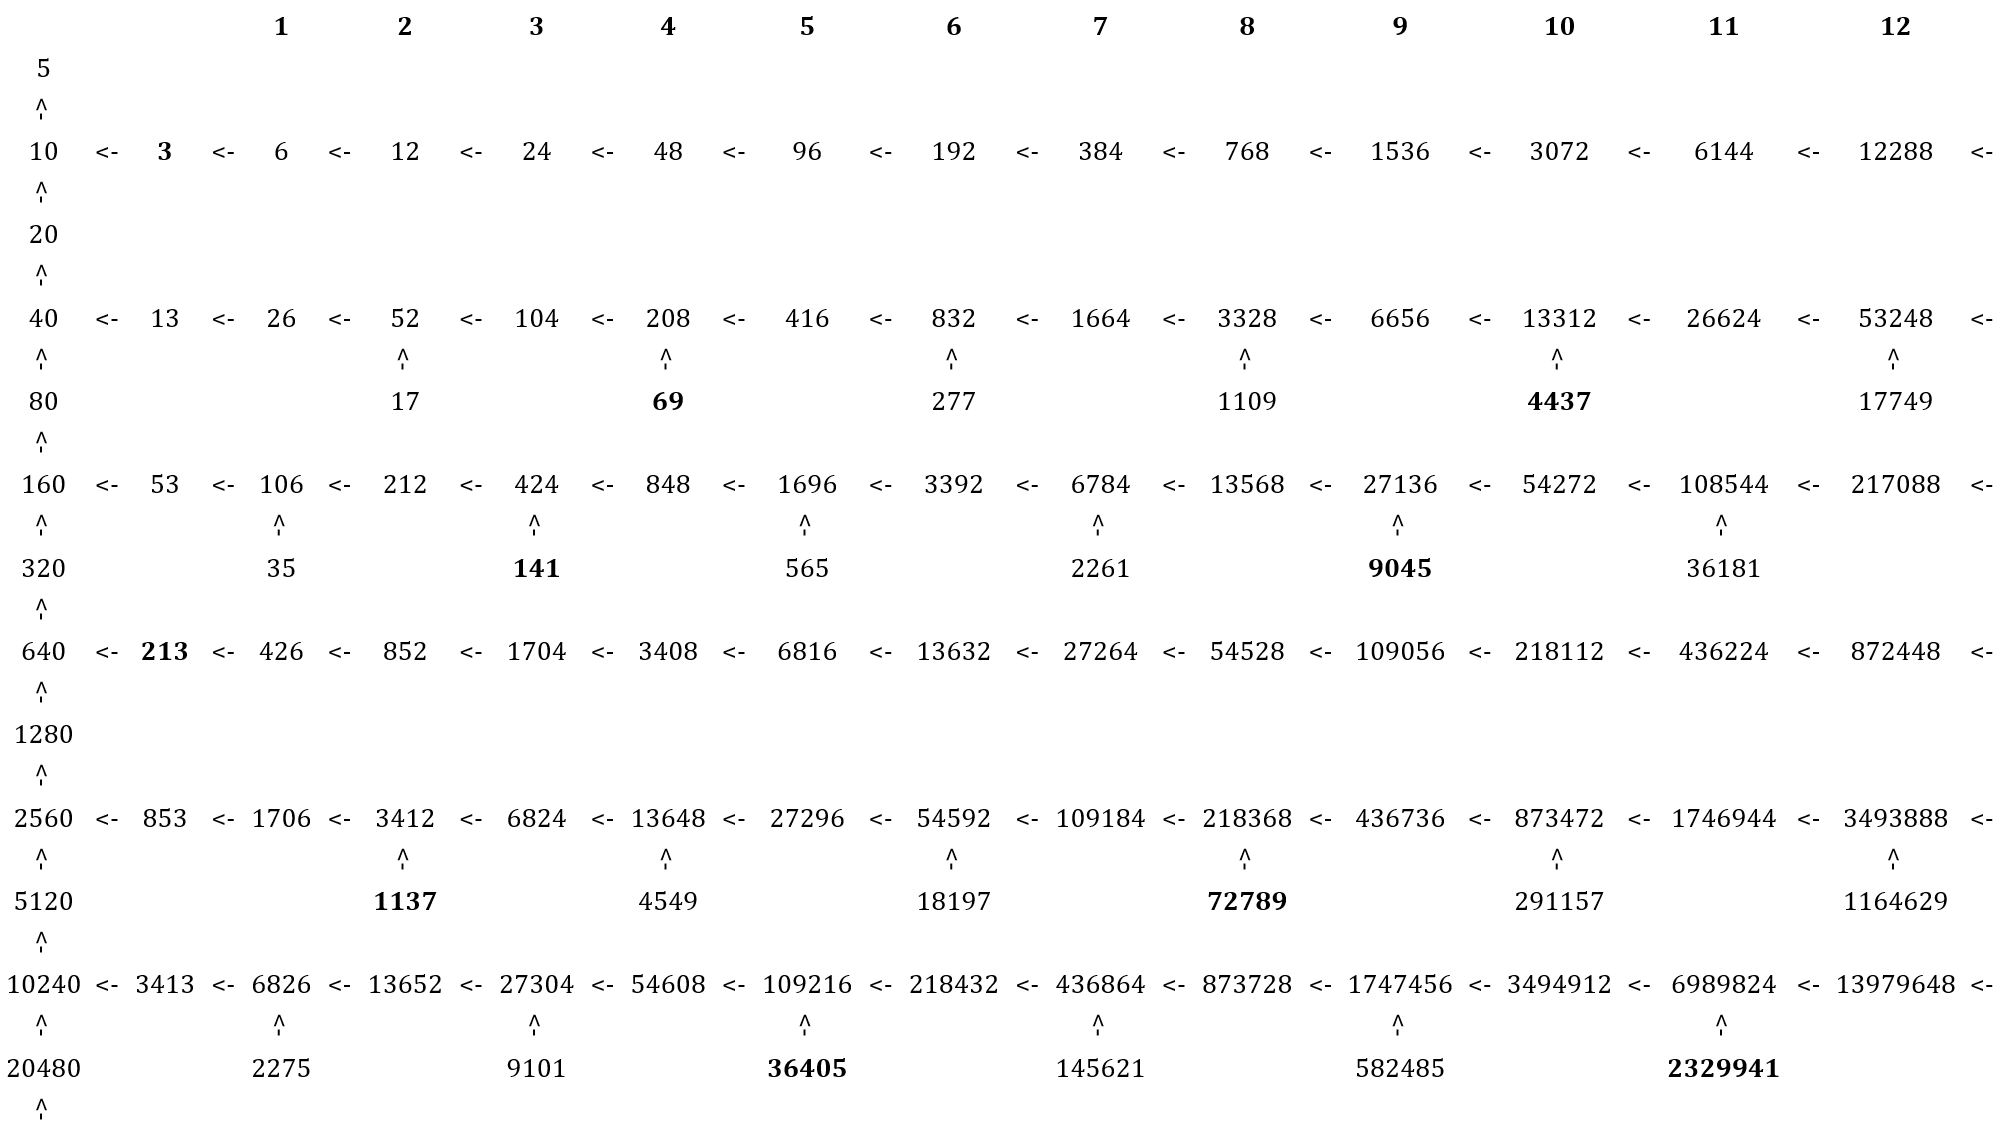 1 2 3 4 5 6 7 8 9 10 11 12
5
^
10 <- 3 <- 6 <- 12 <- 24 <- 48 <- 96 <- 192 <- 384 <- 768 <- 1536 <- 3072 <- 6144 <- 12288 <-
^
20
^
40 <- 13 <- 26 <- 52 <- 104 <- 208 <- 416 <- 832 <- 1664 <- 3328 <- 6656 <- 13312 <- 26624 <- 53248 <-
^ ^ ^ ^ ^ ^ ^
80 17 69 277 1109 4437 17749
^
160 <- 53 <- 106 <- 212 <- 424 <- 848 <- 1696 <- 3392 <- 6784 <- 13568 <- 27136 <- 54272 <- 108544 <- 217088 <-
^ ^ ^ ^ ^ ^ ^
320 35 141 565 2261 9045 36181
^
640 <- 213 <- 426 <- 852 <- 1704 <- 3408 <- 6816 <- 13632 <- 27264 <- 54528 <- 109056 <- 218112 <- 436224 <- 872448 <-
^
1280
^
2560 <- 853 <- 1706 <- 3412 <- 6824 <- 13648 <- 27296 <- 54592 <- 109184 <- 218368 <- 436736 <- 873472 <- 1746944 <- 3493888 <-
^ ^ ^ ^ ^ ^ ^
5120 1137 4549 18197 72789 291157 1164629
^
10240 <- 3413 <- 6826 <- 13652 <- 27304 <- 54608 <- 109216 <- 218432 <- 436864 <- 873728 <- 1747456 <- 3494912 <- 6989824 <- 13979648 <-
^ ^ ^ ^ ^ ^ ^
20480 2275 9101 36405 145621 582485 2329941
^